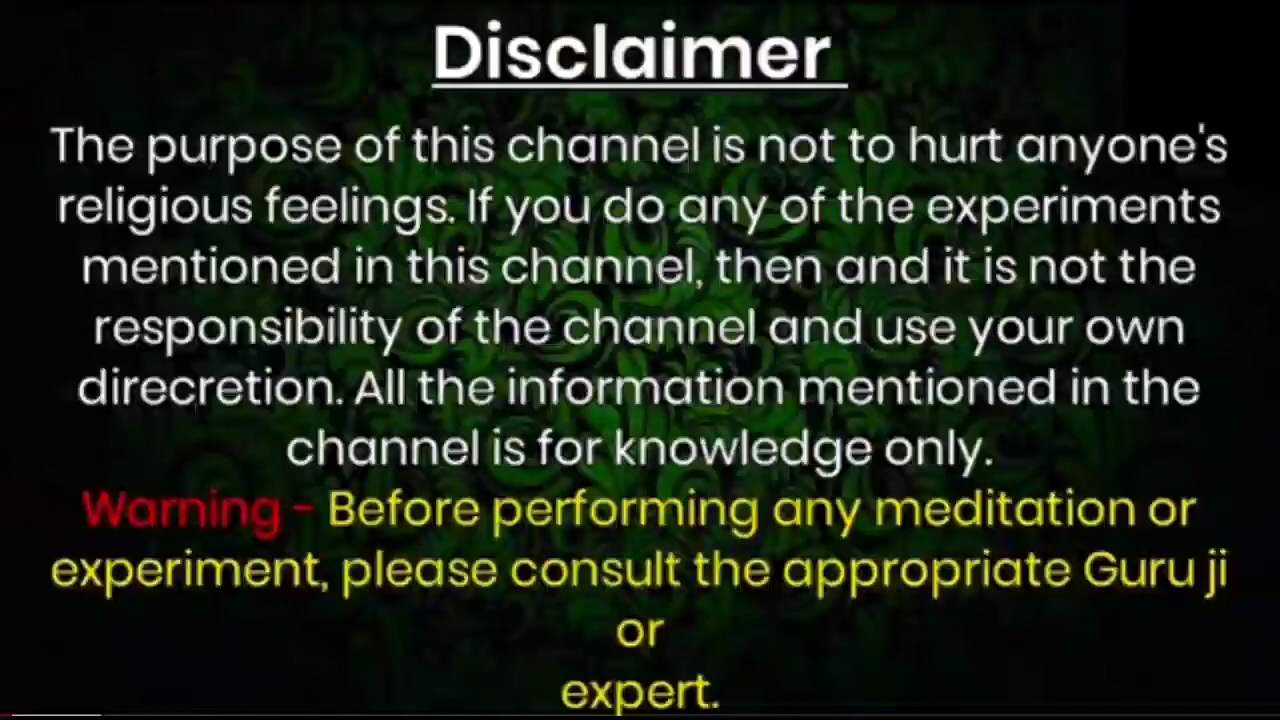 Disclaimer
The purpose of this channel is not to hurt anyone's
religious feelings. If you do any of the experiments
mentioned in this channel, then and it is not the
responsibility of the channel and use your own
direcretion. All the information mentioned in the
channel is for knowledge only.
Warning - Before performing any meditation or
experiment, please consult the appropriate Guru ji
or
expert.